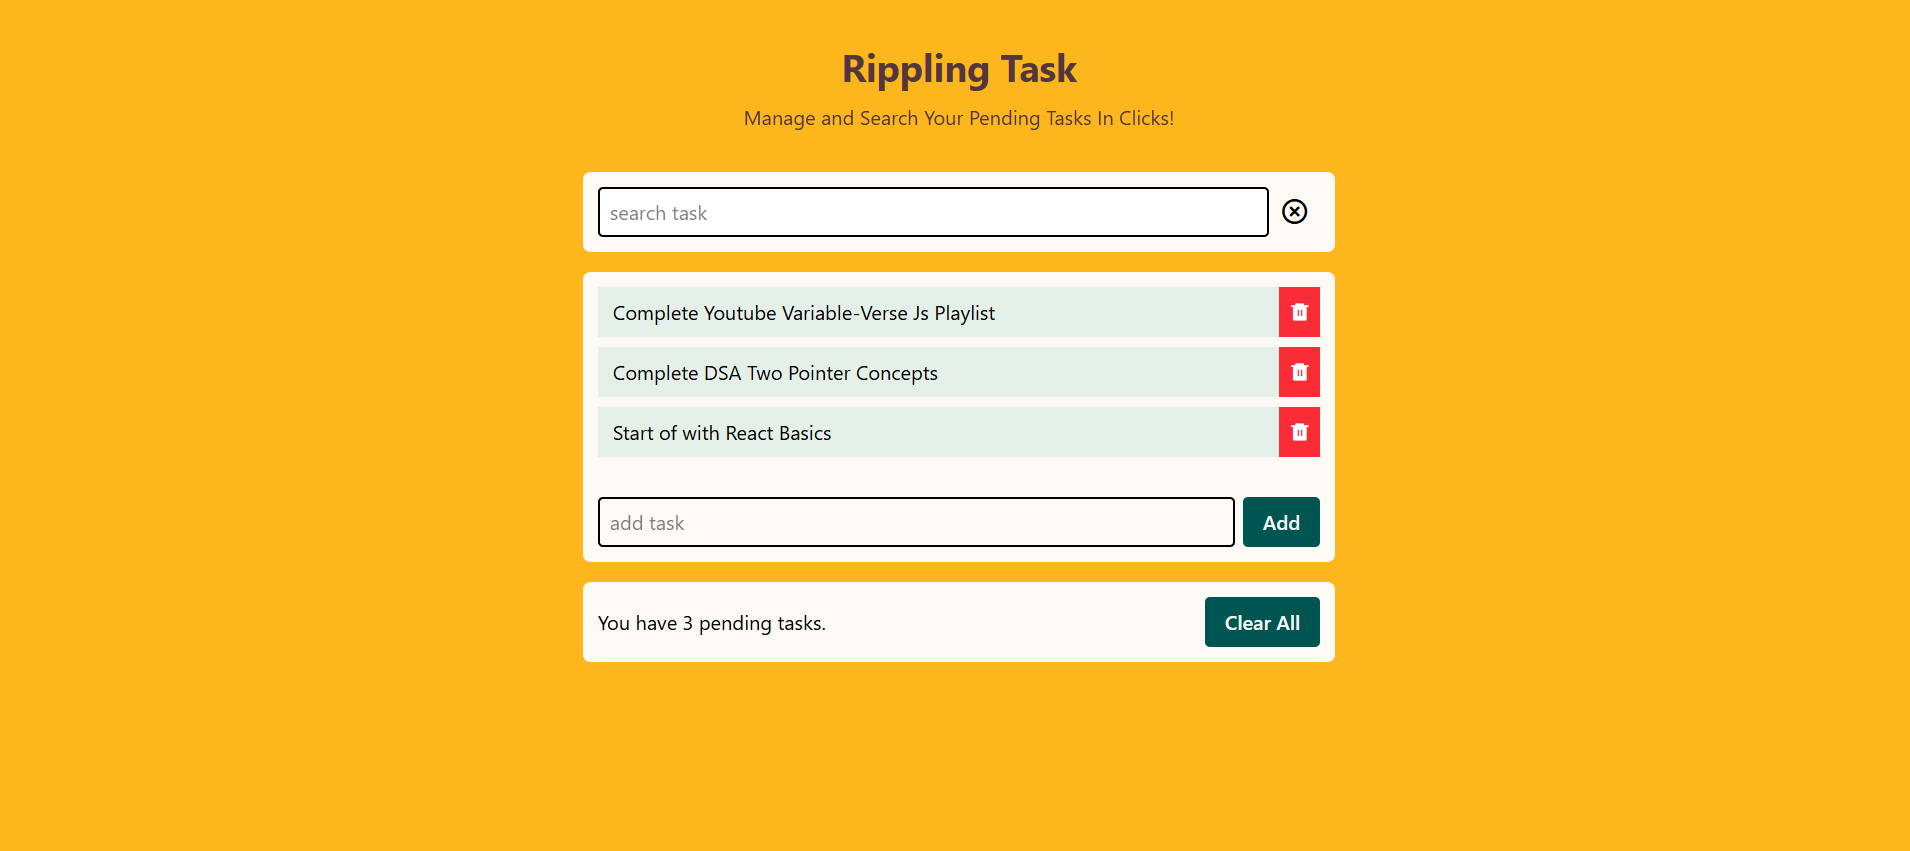 Rippling Task
Manage and Search Your Pending Tasks In Clicks!
search task
Complete Youtube Variable-Verse Js Playlist
Complete DSA Two Pointer Concepts
Start of with React Basics
add task
Add
You have 3 pending tasks.
Clear All